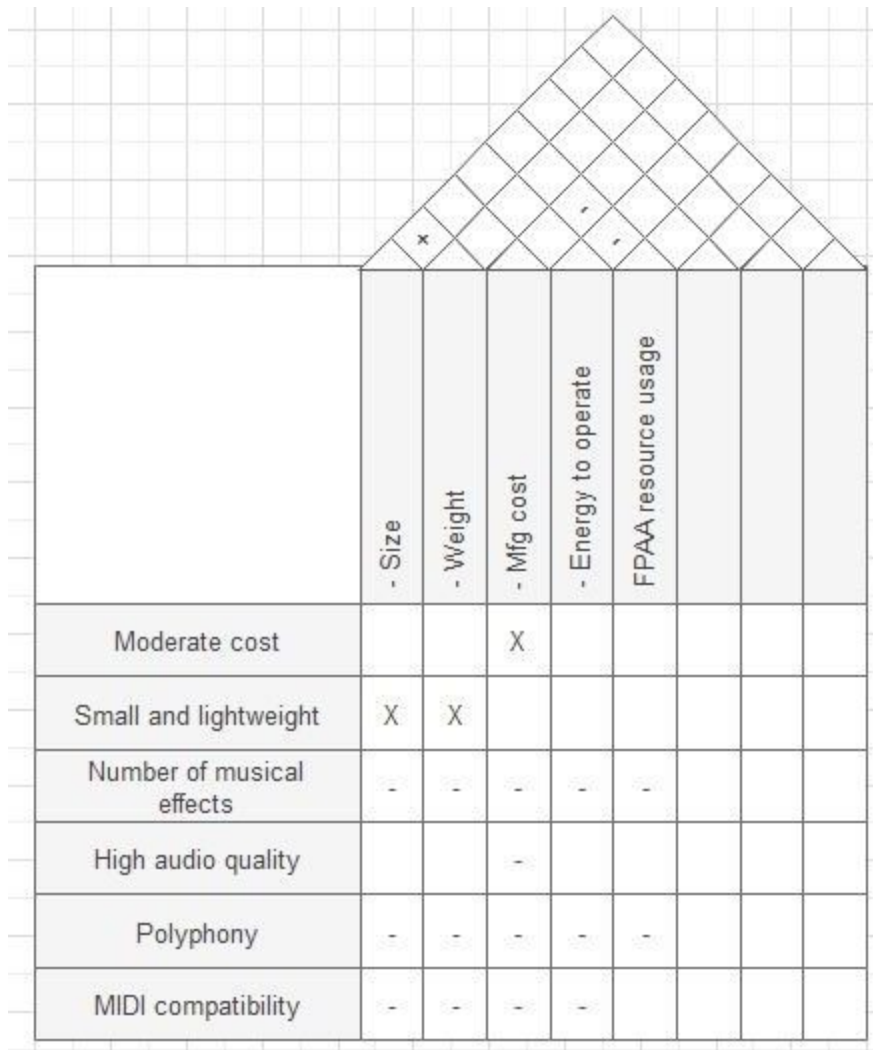 ×
-
-
- Size
- Weight
- Mfg cost
- Energy to operate
FPAA resource usage
Moderate cost
X
Small and lightweight
X X
Number of musical
effects
- - - - -
High audio quality
-
Polyphony
- - - - -
MIDI compatibility
- - - -